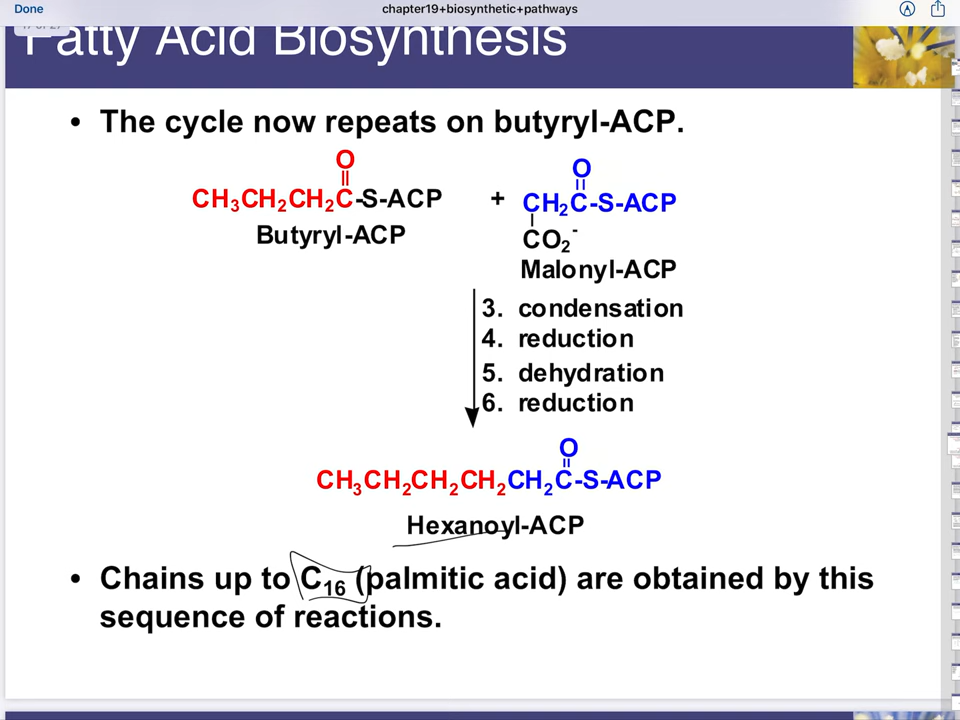 Done
chapter19+biosynthetic+pathways
Fatty Acid Biosynthesis
• The cycle now repeats on butyryl-ACP.
O
CH3CH2CH2C-S-ACP
Butyryl-ACP
+
O
CH2C-S-ACP
CO2-
Malonyl-ACP
3. condensation
4. reduction
5. dehydration
6. reduction
O
CH3CH2CH2CH2CH2C-S-ACP
Hexanoyl-ACP
• Chains up to C16 (palmitic acid) are obtained by this
sequence of reactions.